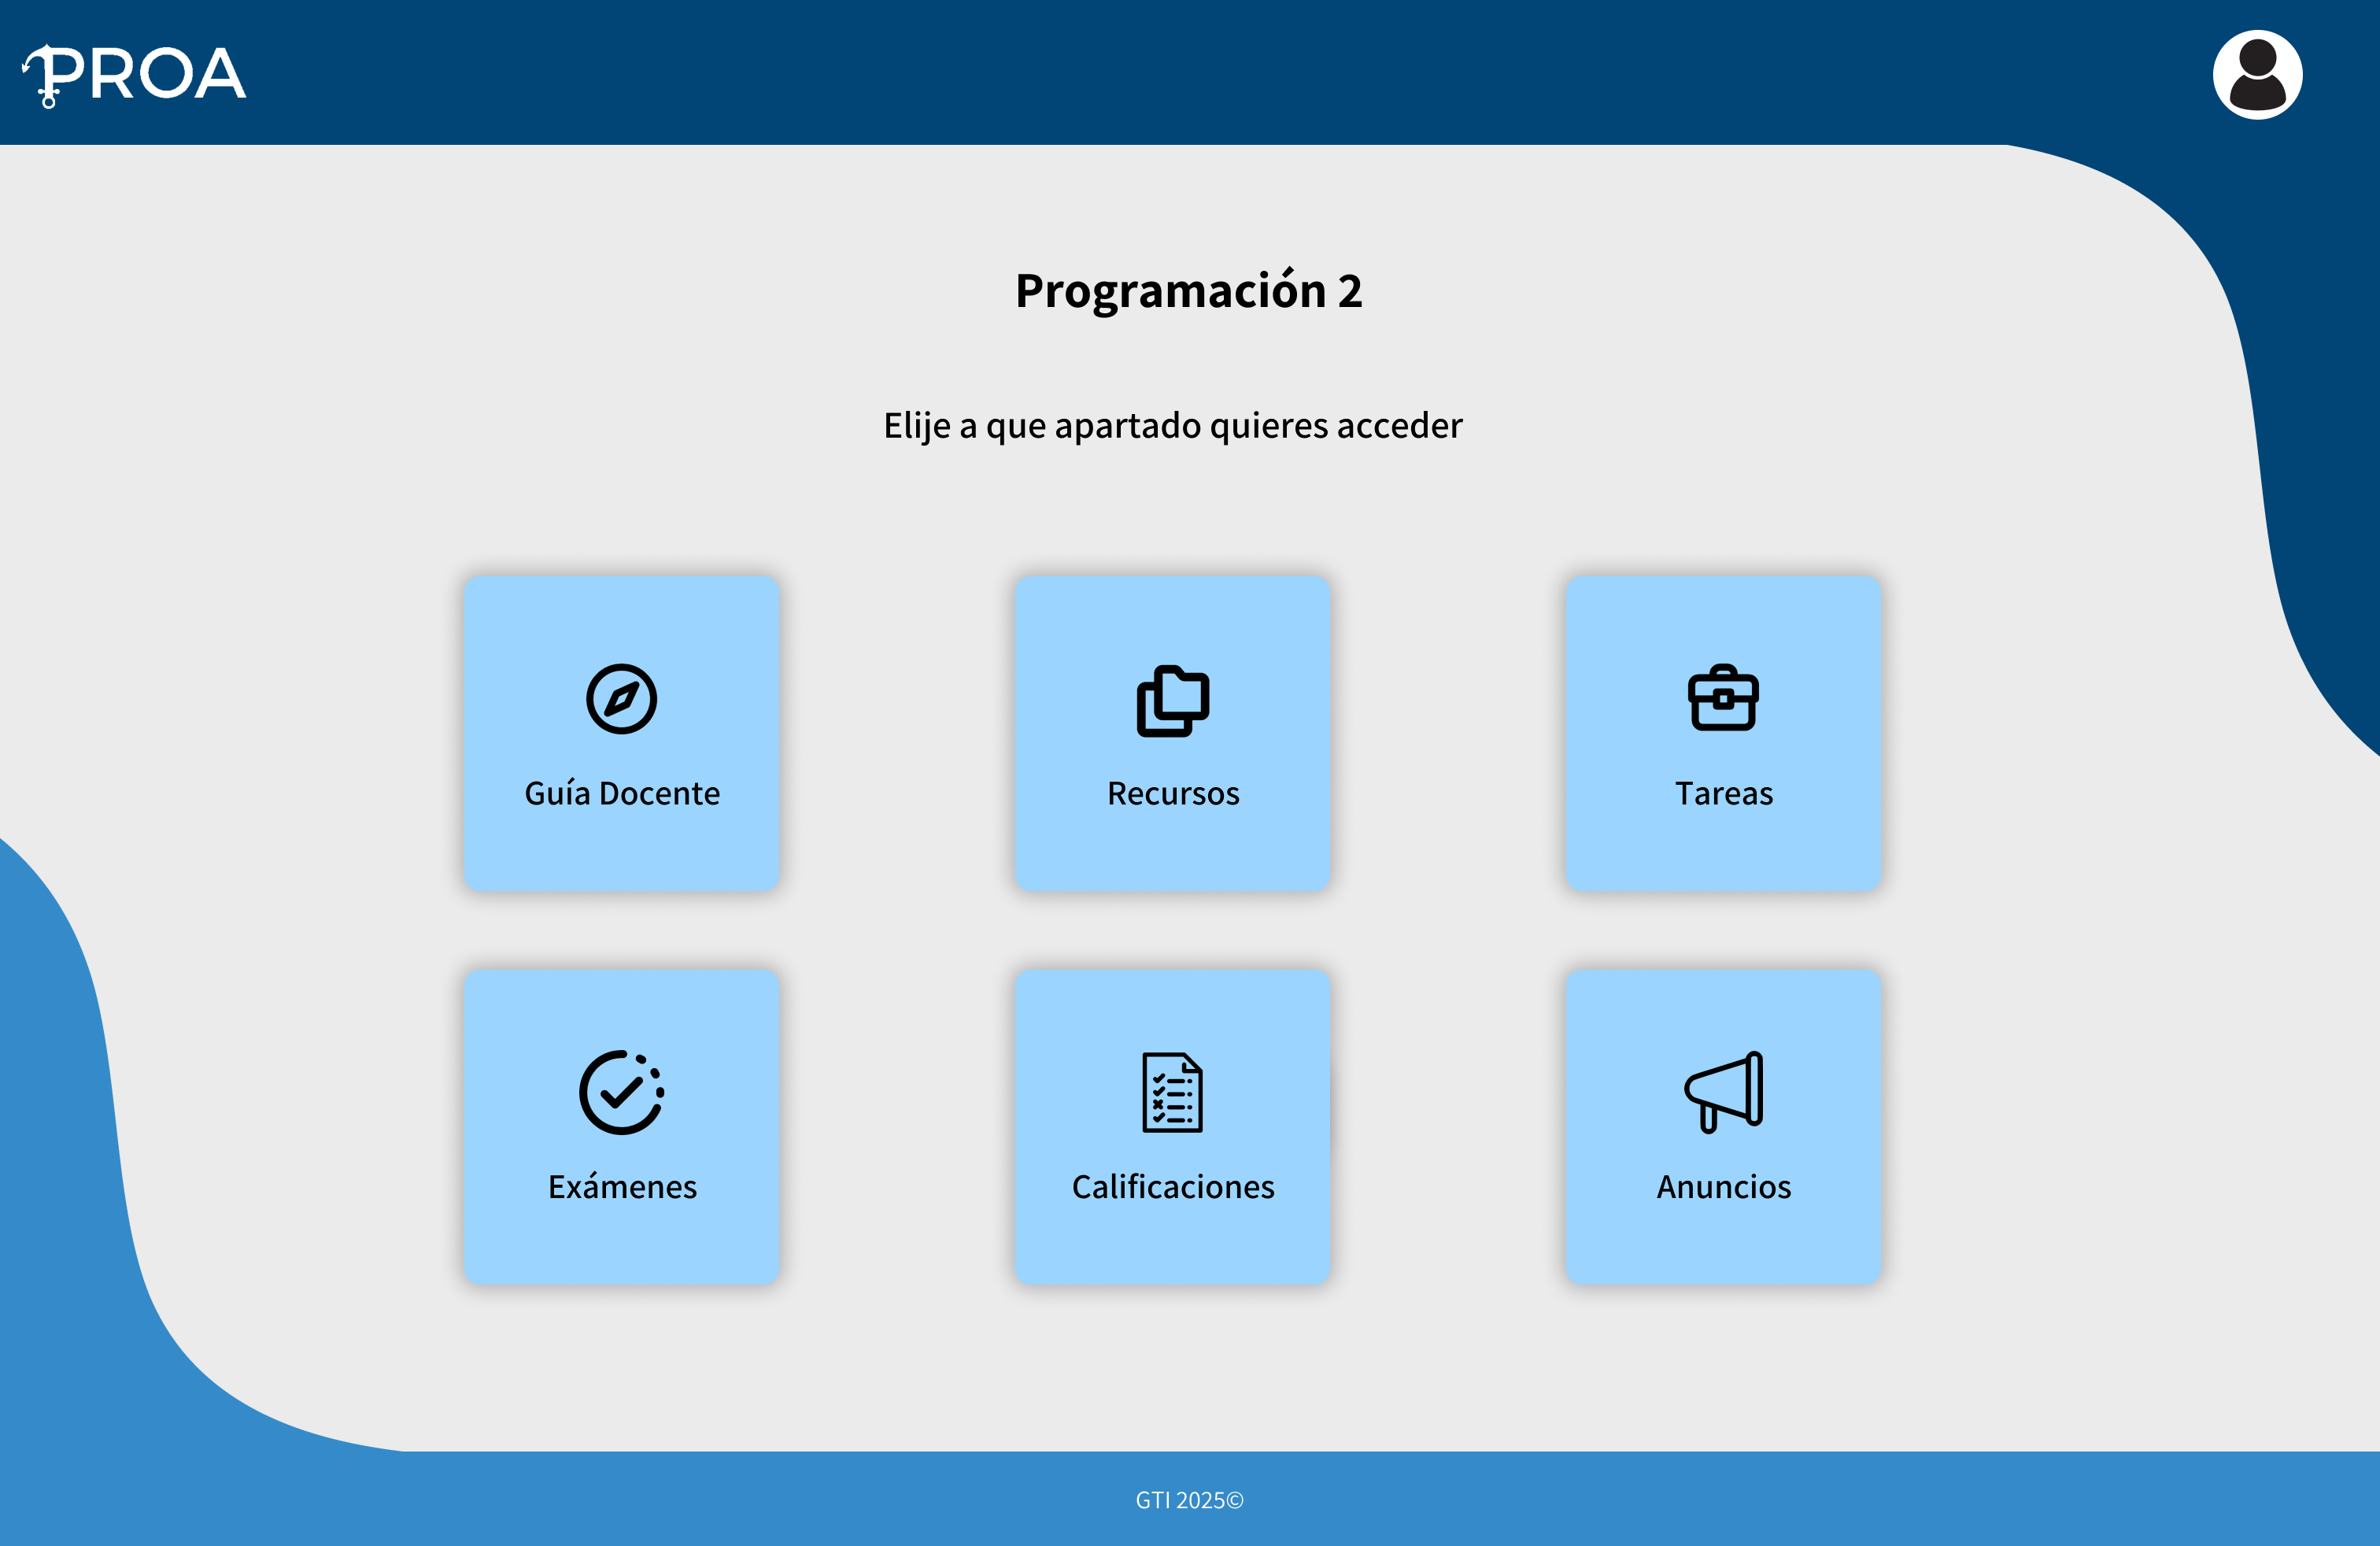 PROA
Programación 2
Elije a que apartado quieres acceder
Guía Docente
Recursos
Tareas
Exámenes
Calificaciones
Anuncios
GTI 2025©